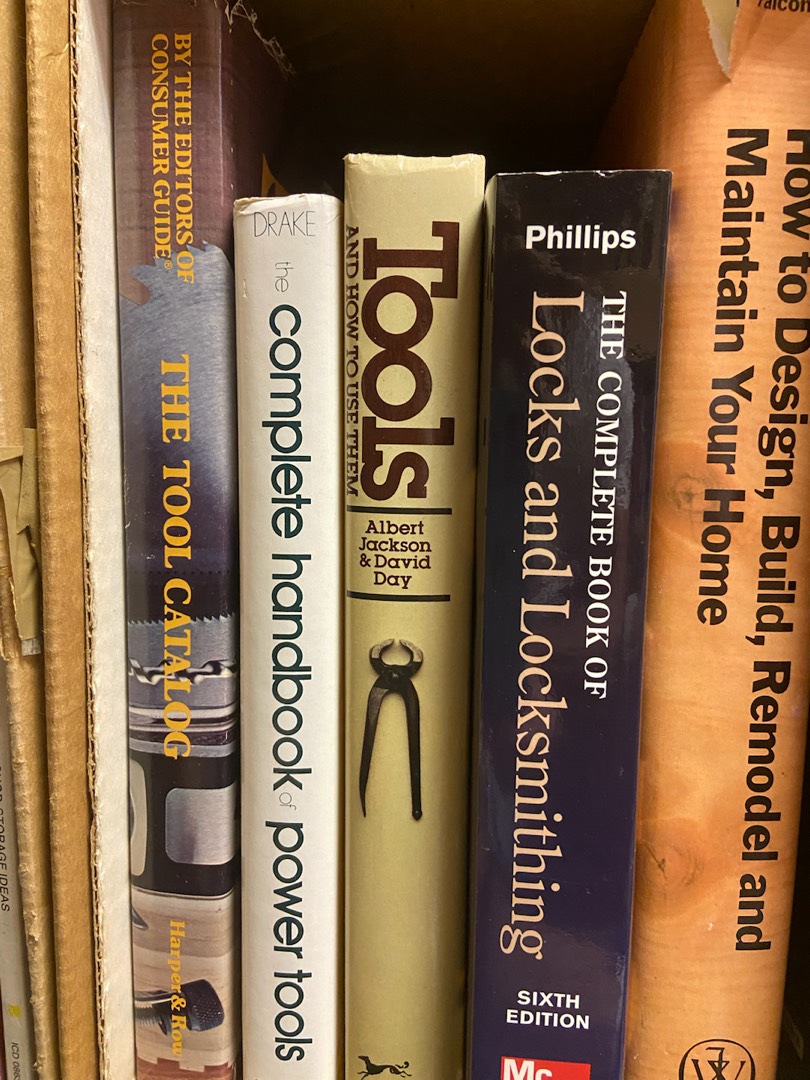 STORAGE IDEAS
BY THE EDITORS OF
CONSUMER GUIDE®
THE TOOL CATALOG
Harper & Row
DRAKE
the complete handbook of power tools
Tools
AND HOW TO USE THEM
Albert
Jackson
& David
Day
Phillips
THE COMPLETE BOOK OF
Locks and Locksmithing
SIXTH
EDITION
Mc
How to Design, Build, Remodel and
Maintain Your Home